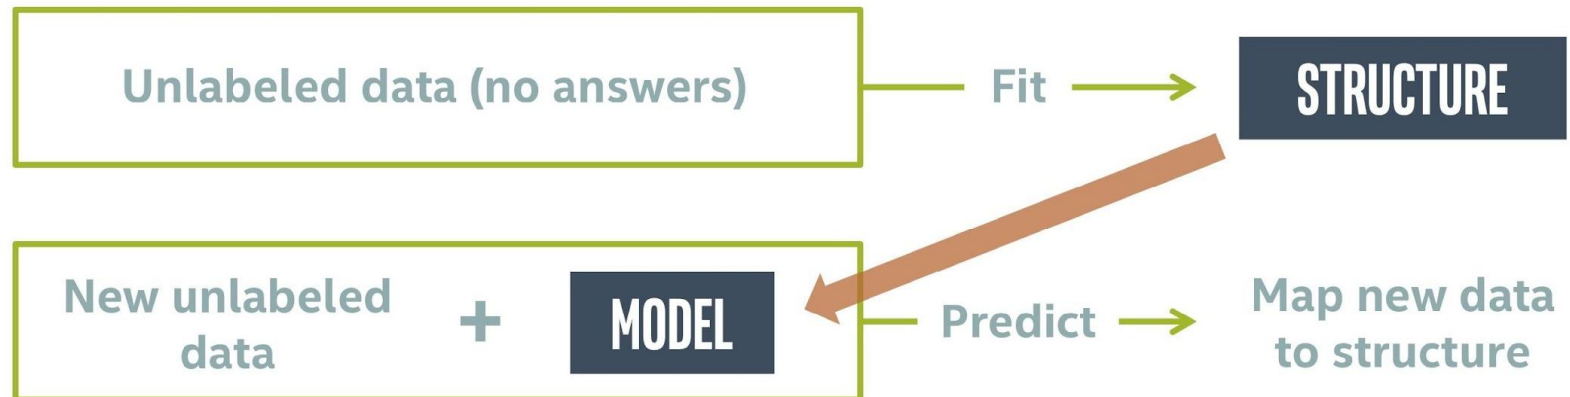 Unlabeled data (no answers)
Fit
STRUCTURE
New unlabeled
data
+
MODEL
Predict
Map new data
to structure